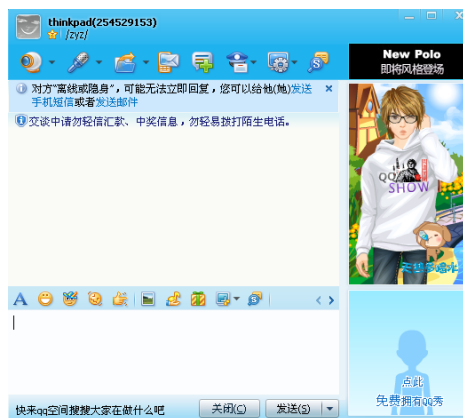 thinkpad(254529153)
/zyz/
对方"离线或隐身"，可能无法立即回复，您可以给他(她)发送
手机短信或者发送邮件
交谈中请勿轻信汇款、中奖信息，勿轻易拨打陌生电话。
A
快来qq空间搜搜大家在做什么吧
关闭(C)
发送(S)
New Polo
即将风格登场
QQ
SHOW
点此
免费拥有QQ秀